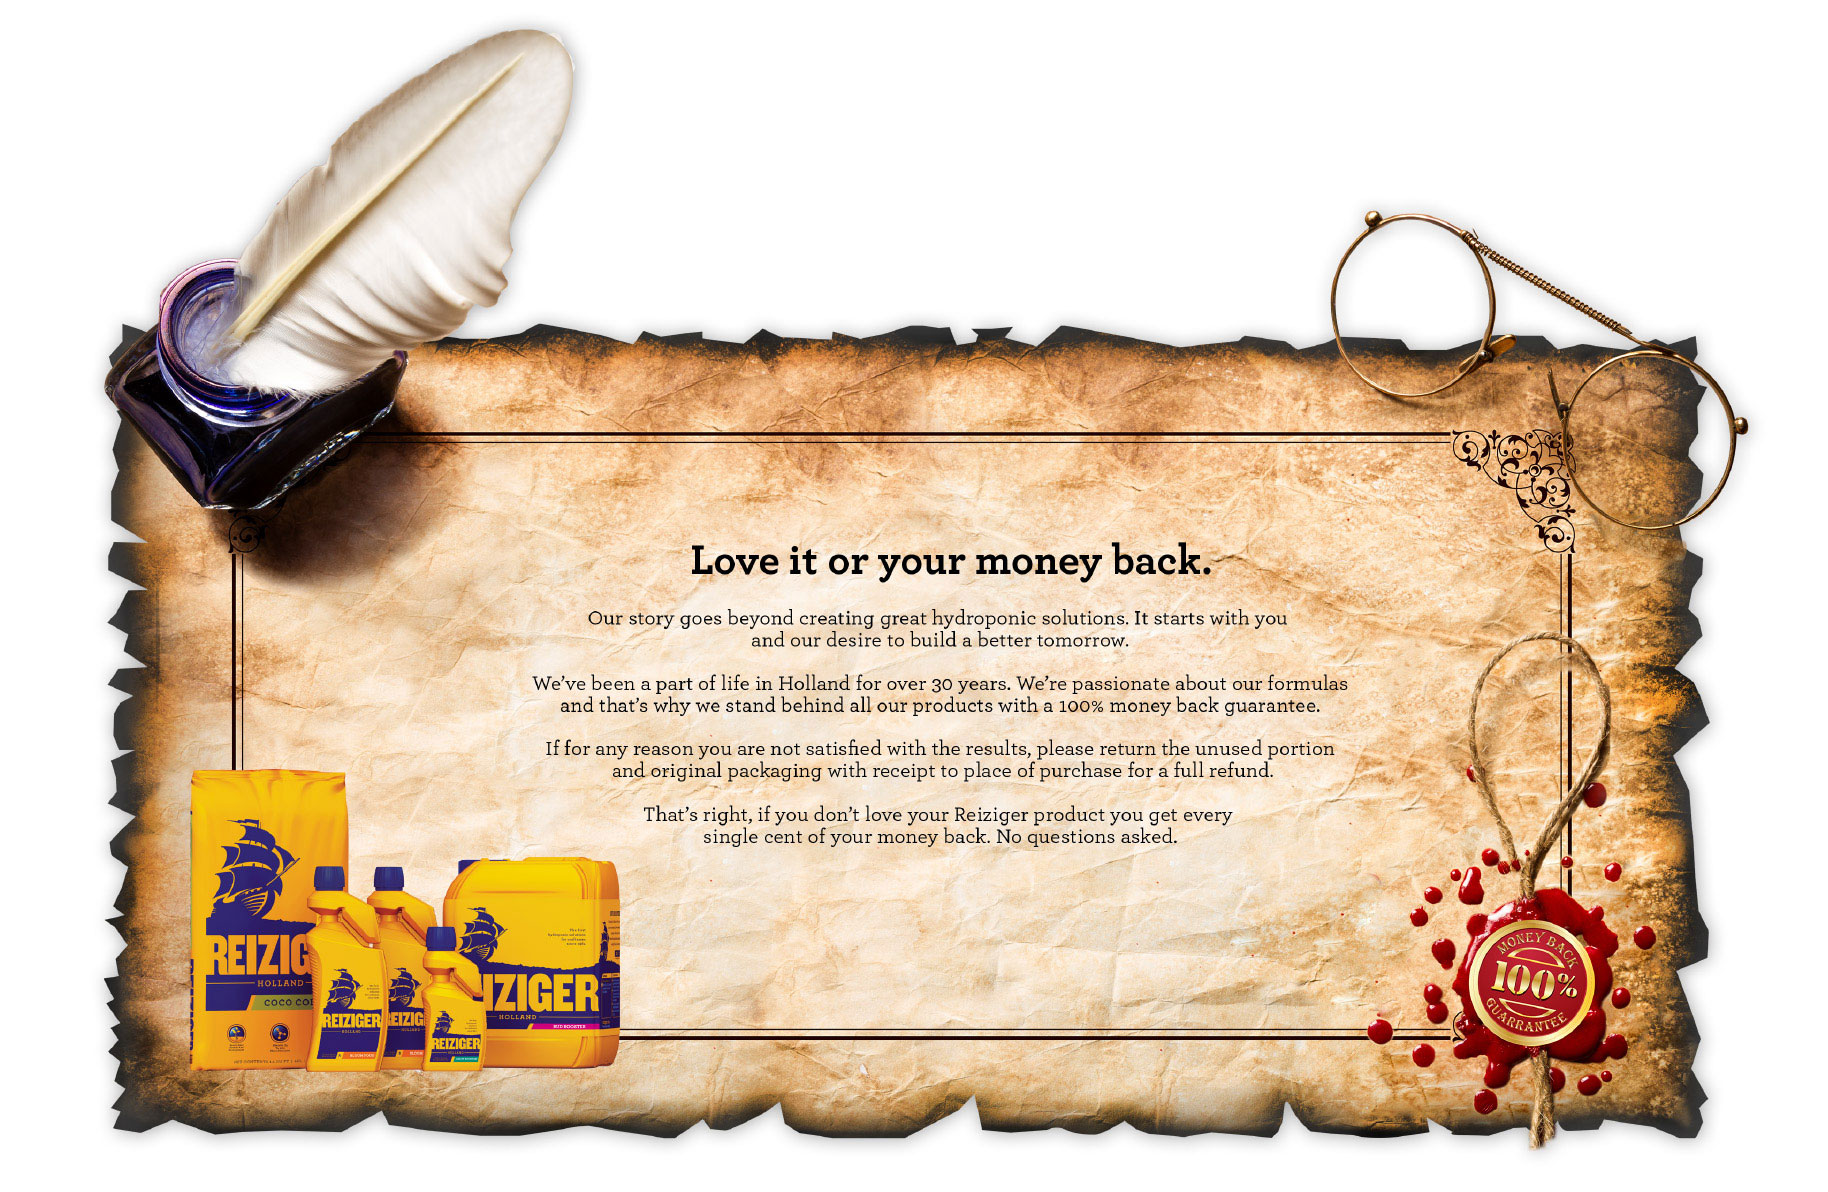 Love it or your money back.
Our story goes beyond creating great hydroponic solutions. It starts with you
and our desire to build a better tomorrow.
We've been a part of life in Holland for over 30 years. We're passionate about our formulas
and that's why we stand behind all our products with a 100% money back guarantee.
If for any reason you are not satisfied with the results, please return the unused portion
and original packaging with receipt to place of purchase for a full refund.
That's right, if you don't love your Reiziger product you get every
single cent of your money back. No questions asked.
REIZIG
HOLLAND
COCO CO
REIZIGER
HOLLAND
EIZIG
REIZIGER
IZIGER
HOLLAND
MONEY BACK
100%
GUARRANTEE